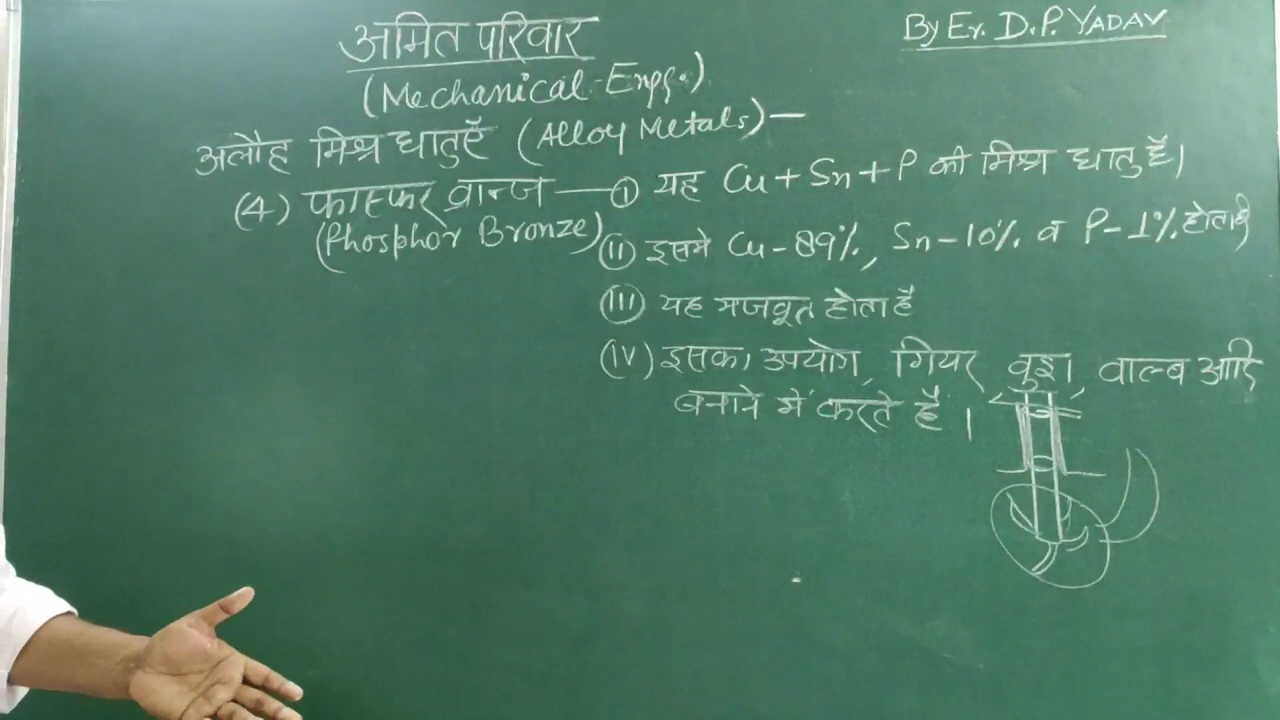 अमित परिवार
By Er. D.P. YADAV
(Mechanical Engg.)
अलौह मिश्र धातुएँ (Alloy Metals)—
(4) फास्फर ब्रान्ज — (i) यह Cu+Sn+P की मिश्र धातु है।
(Phosphor Bronze)
(ii) इसमे Cu-89%, Sn-10% व P-1% होता है
(iii) यह मजबूत होता है
(iv) इसका उपयोग, गियर, वुश, वाल्ब आदि
बनाने में करते है।